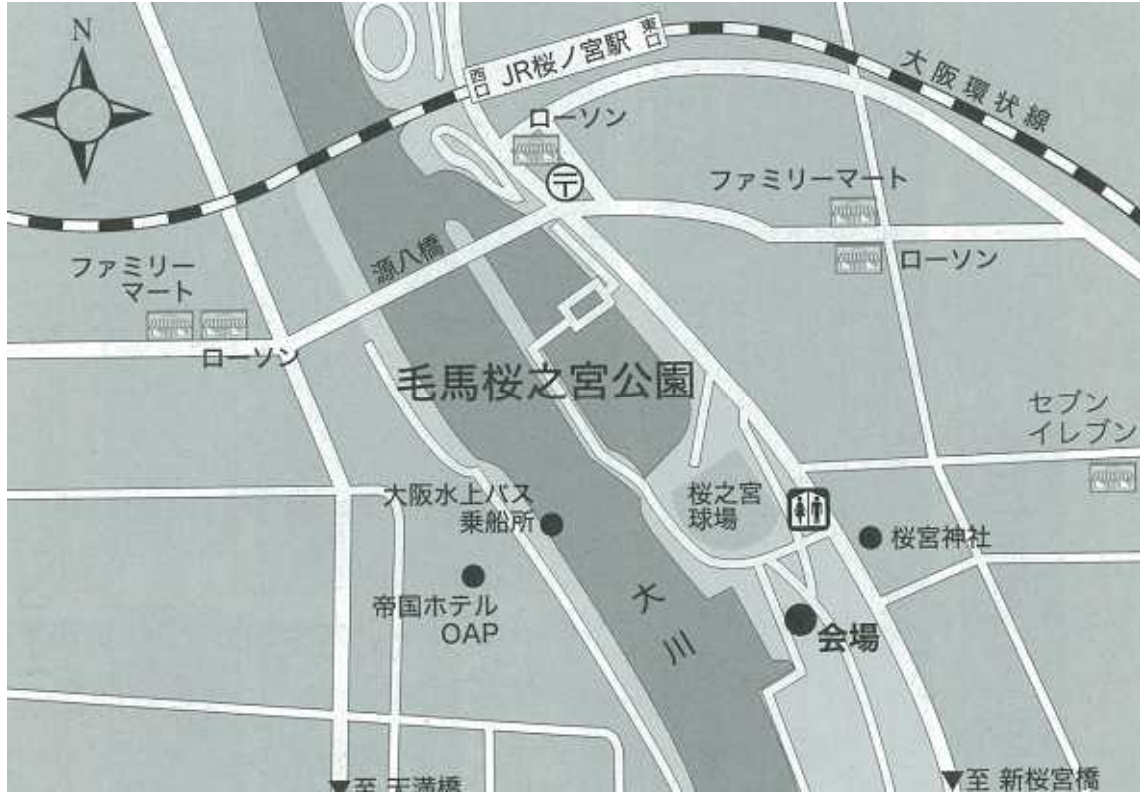 N
JR桜ノ宮駅
西口
東口
大阪環状線
ローソン
〒
ファミリーマート
ローソン
源八橋
ファミリー
マート
ローソン
毛馬桜之宮公園
セブン
イレブン
大阪水上バス
乗船所
桜之宮
球場
桜宮神社
帝国ホテル
OAP
大川
会場
至 天満橋
至 新桜宮橋